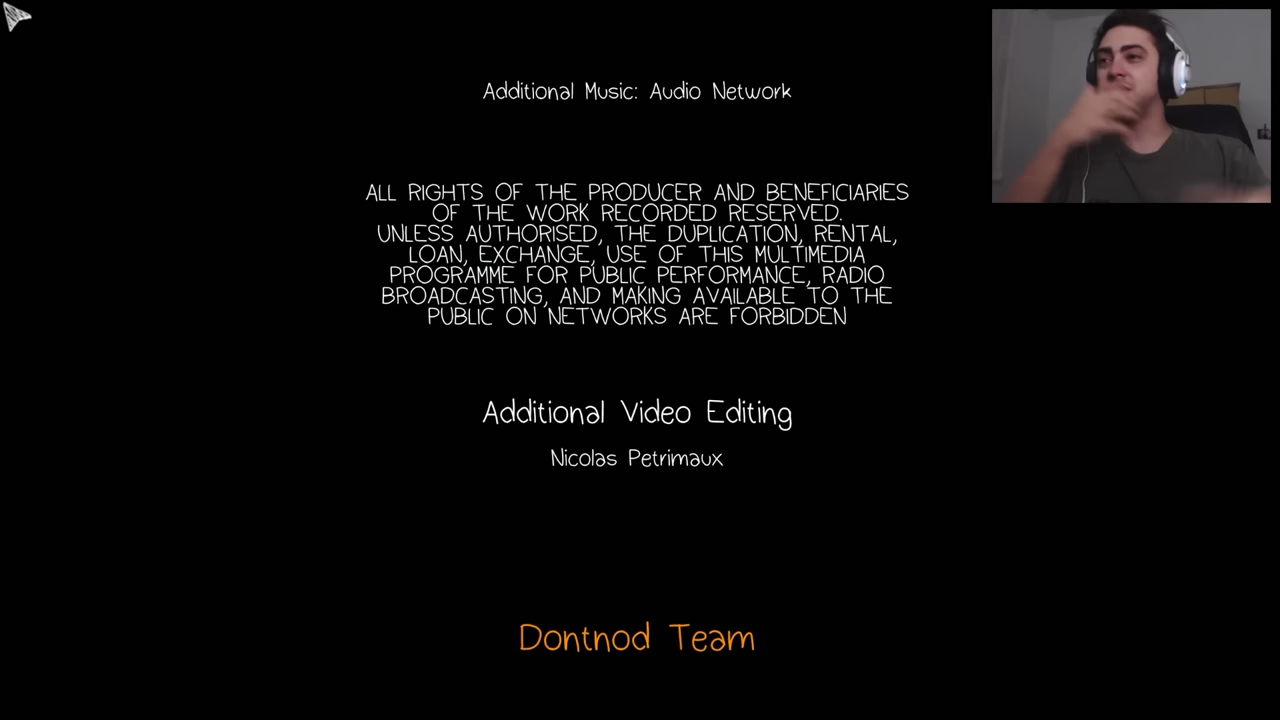 Additional Music: Audio Network
ALL RIGHTS OF THE PRODUCER AND BENEFICIARIES
OF THE WORK RECORDED RESERVED.
UNLESS AUTHORISED, THE DUPLICATION, RENTAL,
LOAN, EXCHANGE, USE OF THIS MULTIMEDIA
PROGRAMME FOR PUBLIC PERFORMANCE, RADIO
BROADCASTING, AND MAKING AVAILABLE TO THE
PUBLIC ON NETWORKS ARE FORBIDDEN
Additional Video Editing
Nicolas Petrimaux
Dontnod Team